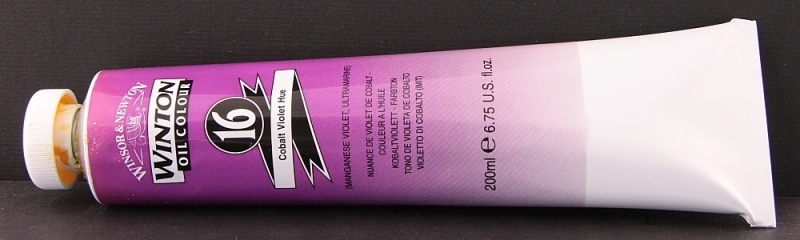 WINSOR & NEWTON
WINTON
OIL COLOUR
16
Cobalt Violet Hue
(MANGANESE VIOLET, ULTRAMARINE)
NUANCE DE VIOLET DE COBALT -
COULEUR A L'HUILE
KOBALTVIOLETT - FARBTON
TONO DE VIOLETA DE COBALTO
VIOLETTO DI COBALTO (IMIT)
200ml e 6.75 U.S. fl.oz.